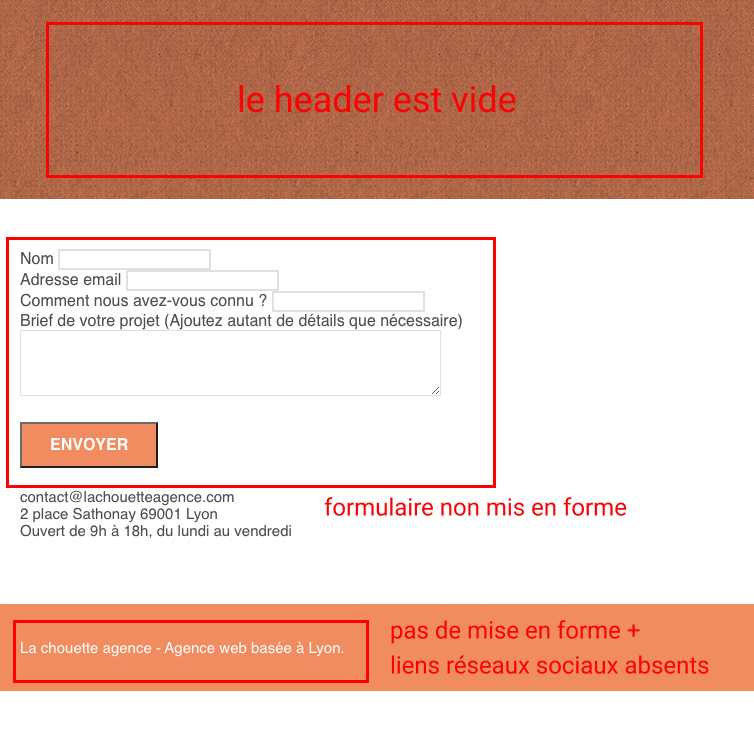 le header est vide
Nom
Adresse email
Comment nous avez-vous connu ?
Brief de votre projet (Ajoutez autant de détails que nécessaire)
ENVOYER
contact@lachouetteagence.com
2 place Sathonay 69001 Lyon
Ouvert de 9h à 18h, du lundi au vendredi
formulaire non mis en forme
La chouette agence - Agence web basée à Lyon.
pas de mise en forme +
liens réseaux sociaux absents